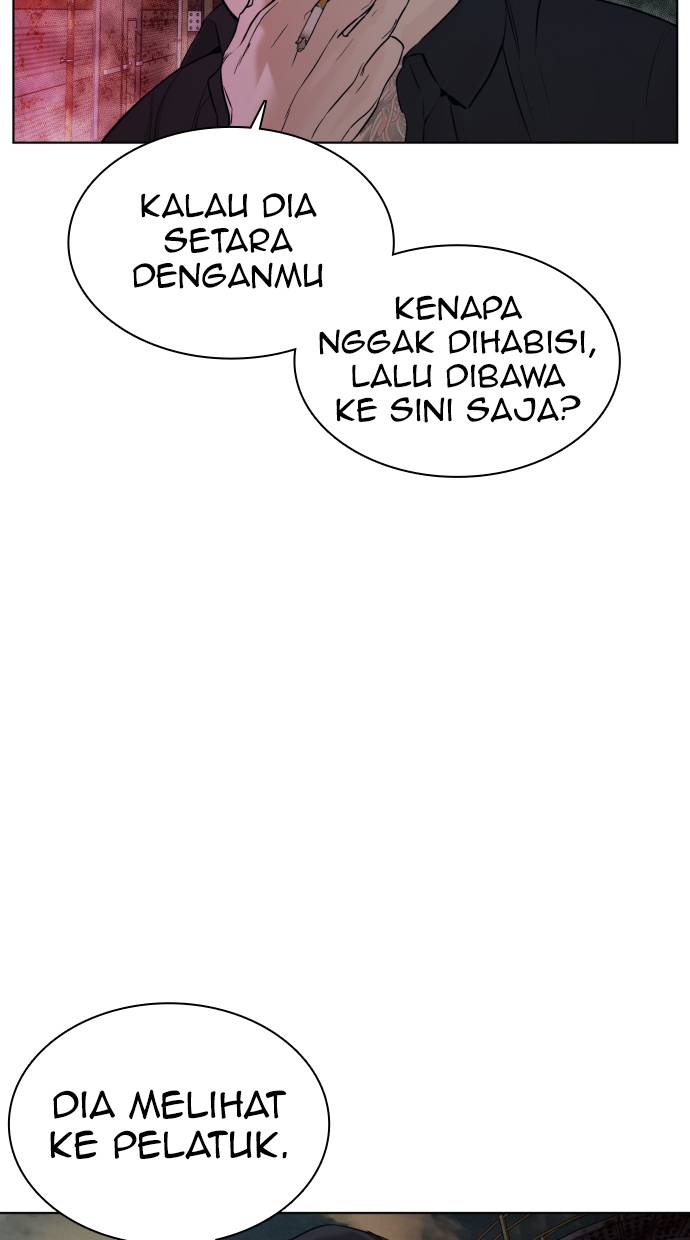 KALAU DIA
SETARA
DENGANMU
KENAPA
NGGAK DIHABISI,
LALU DIBAWA
KE SINI SAJA?
DIA MELIHAT
KE PELATUK.